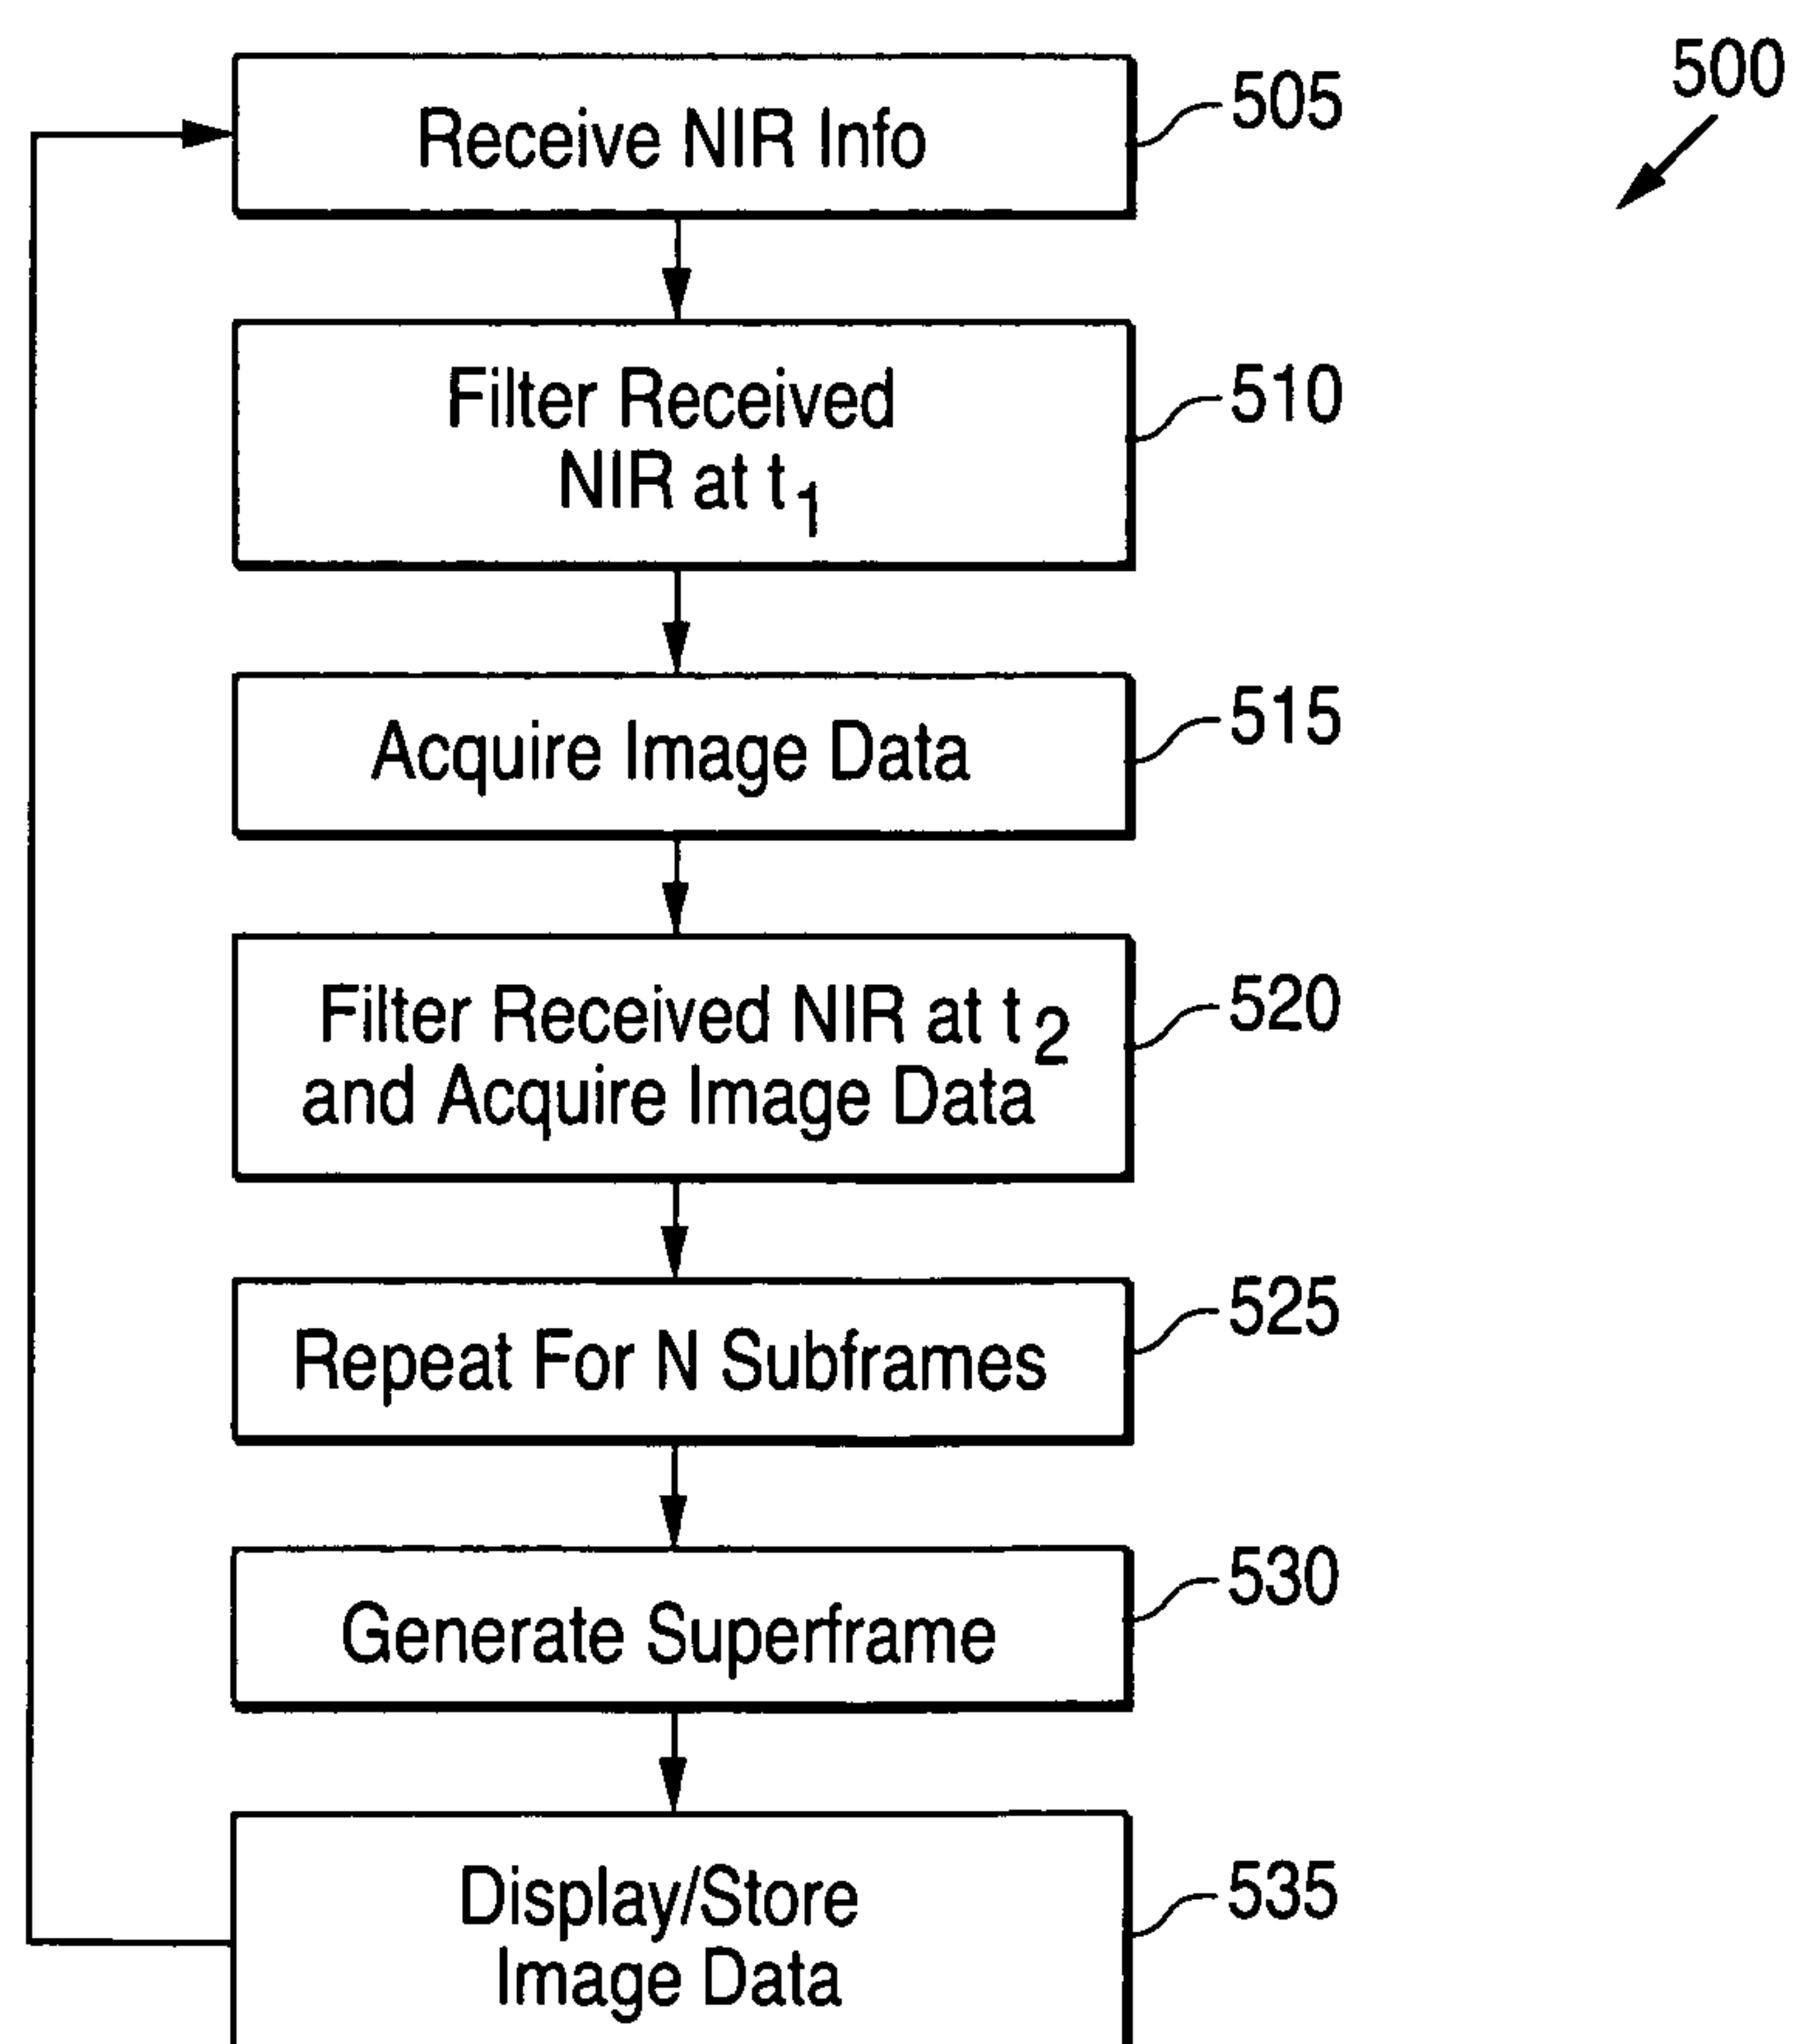 500
Receive NIR Info
505
Filter Received
NIR at t1
510
Acquire Image Data
515
Filter Received NIR at t2
and Acquire Image Data
520
Repeat For N Subframes
525
Generate Superframe
530
Display/Store
Image Data
535